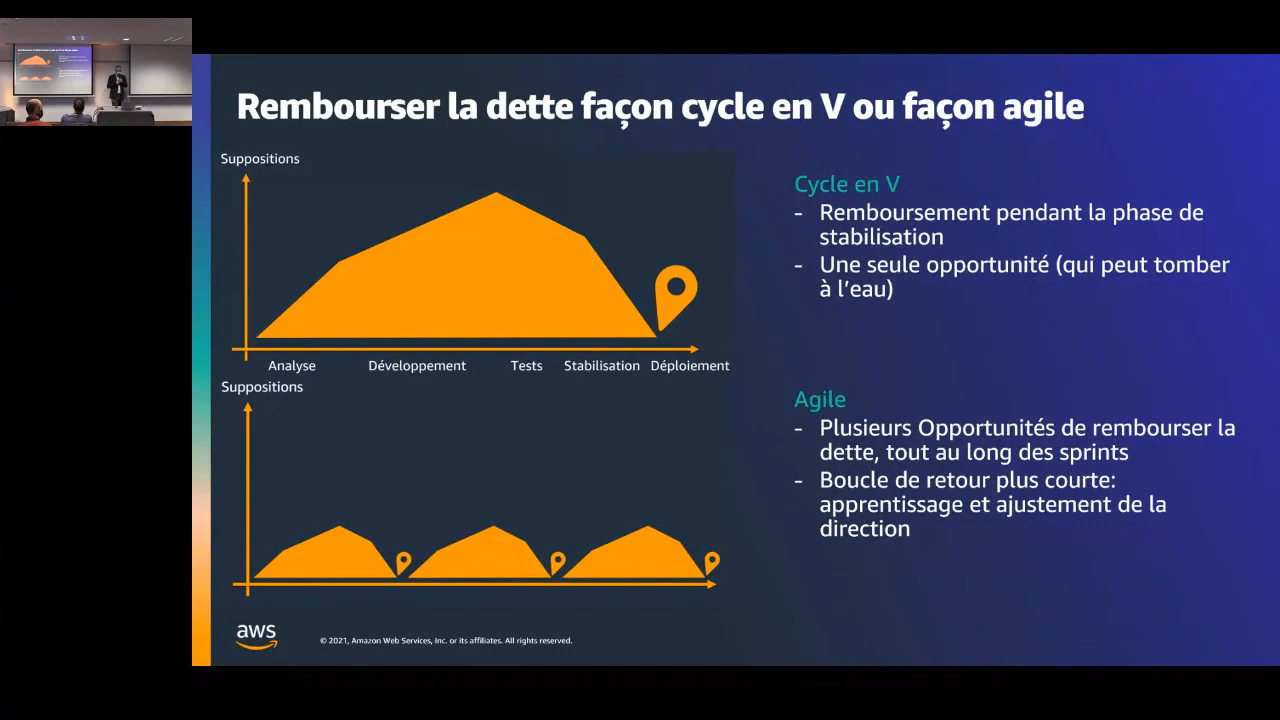 Rembourser la dette façon cycle en V ou façon agile
Suppositions
Analyse
Développement
Tests
Stabilisation
Déploiement
Suppositions
Cycle en V
- Remboursement pendant la phase de
stabilisation
- Une seule opportunité (qui peut tomber
à l'eau)
Agile
- Plusieurs Opportunités de rembourser la
dette, tout au long des sprints
- Boucle de retour plus courte:
apprentissage et ajustement de la
direction
aws
© 2021, Amazon Web Services, Inc. or its affiliates. All rights reserved.